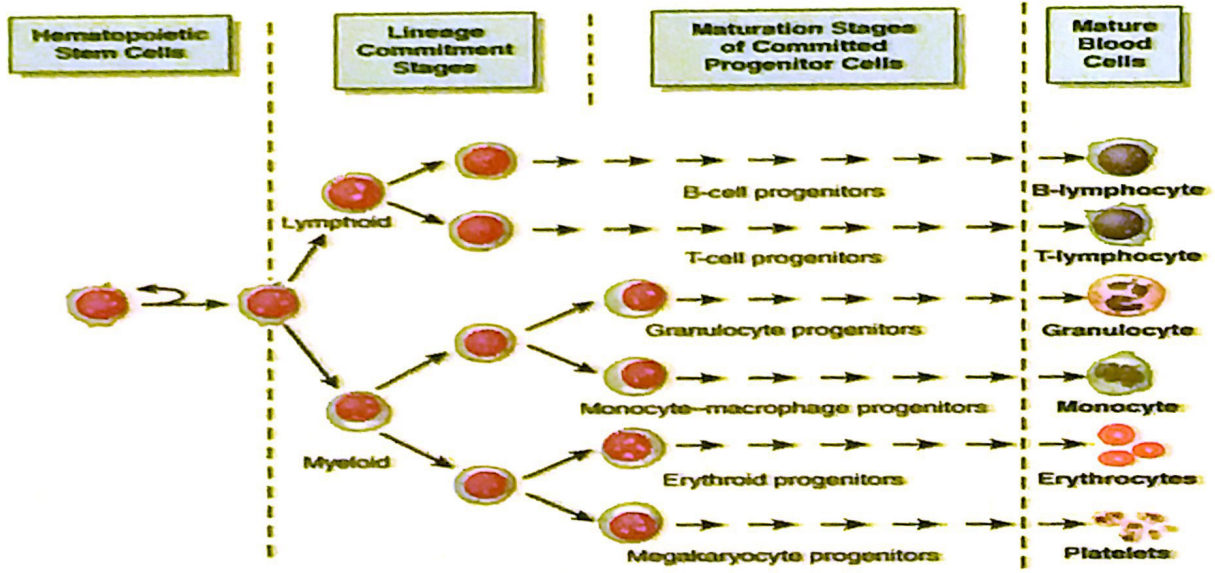 Hematopoietic
Stem Cells
Lineage
Commitment
Stages
Maturation Stages
of Committed
Progenitor Cells
Mature
Blood
Cells
B-cell progenitors
B-lymphocyte
Lymphoid
T-cell progenitors
T-lymphocyte
Granulocyte progenitors
Granulocyte
Monocyte–macrophage progenitors
Monocyte
Myeloid
Erythroid progenitors
Erythrocytes
Megakaryocyte progenitors
Platelets